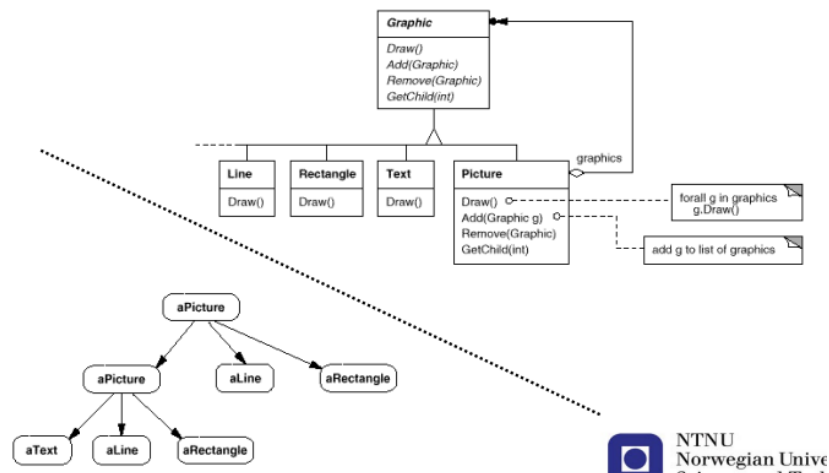 Graphic
Draw()
Add(Graphic)
Remove(Graphic)
GetChild(int)
graphics
Line
Draw()
Rectangle
Draw()
Text
Draw()
Picture
Draw()
Add(Graphic g)
Remove(Graphic)
GetChild(int)
forall g in graphics
g.Draw()
add g to list of graphics
aPicture
aPicture
aLine
aRectangle
aText
aLine
aRectangle
NTNU
Norwegian Unive